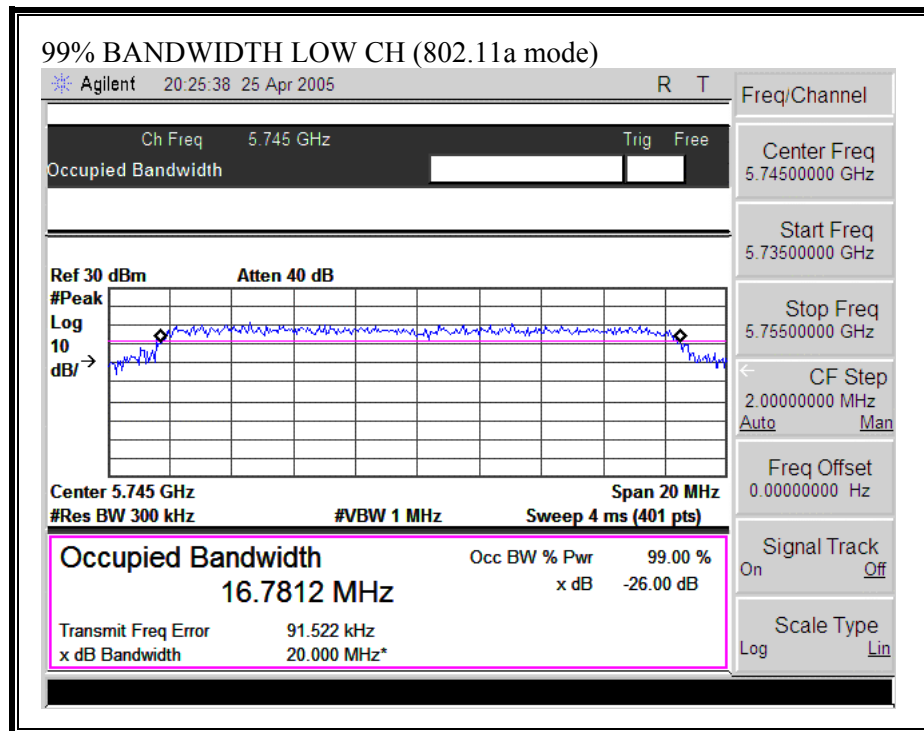 99% BANDWIDTH LOW CH (802.11a mode)
Agilent 20:25:38 25 Apr 2005 R T
Ch Freq 5.745 GHz Trig Free
Occupied Bandwidth
Ref 30 dBm Atten 40 dB
#Peak
Log
10
dB/
Center 5.745 GHz Span 20 MHz
#Res BW 300 kHz #VBW 1 MHz Sweep 4 ms (401 pts)
Occupied Bandwidth Occ BW % Pwr 99.00 %
16.7812 MHz x dB -26.00 dB
Transmit Freq Error 91.522 kHz
x dB Bandwidth 20.000 MHz*
Freq/Channel
Center Freq
5.74500000 GHz
Start Freq
5.73500000 GHz
Stop Freq
5.75500000 GHz
CF Step
2.00000000 MHz
Auto Man
Freq Offset
0.00000000 Hz
Signal Track
On Off
Scale Type
Log Lin